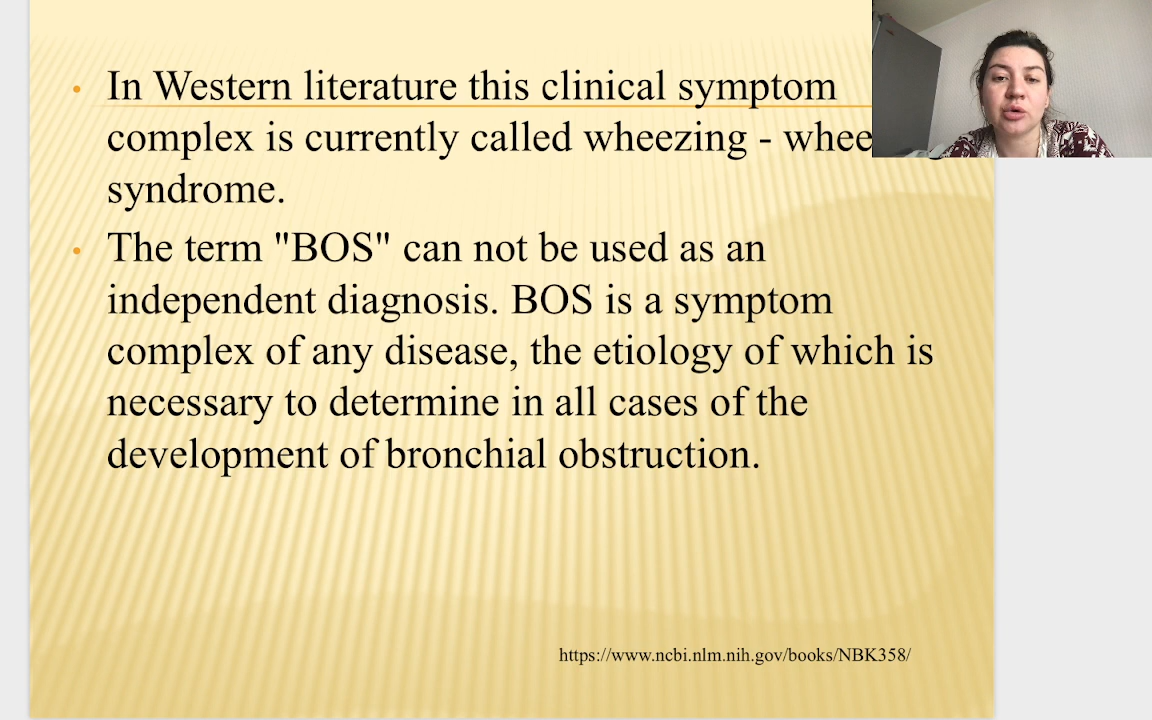 In Western literature this clinical symptom
complex is currently called wheezing -
syndrome.
The term "BOS" can not be used as an
independent diagnosis. BOS is a symptom
complex of any disease, the etiology of which is
necessary to determine in all cases of the
development of bronchial obstruction.
https://www.ncbi.nlm.nih.gov/books/NBK358/